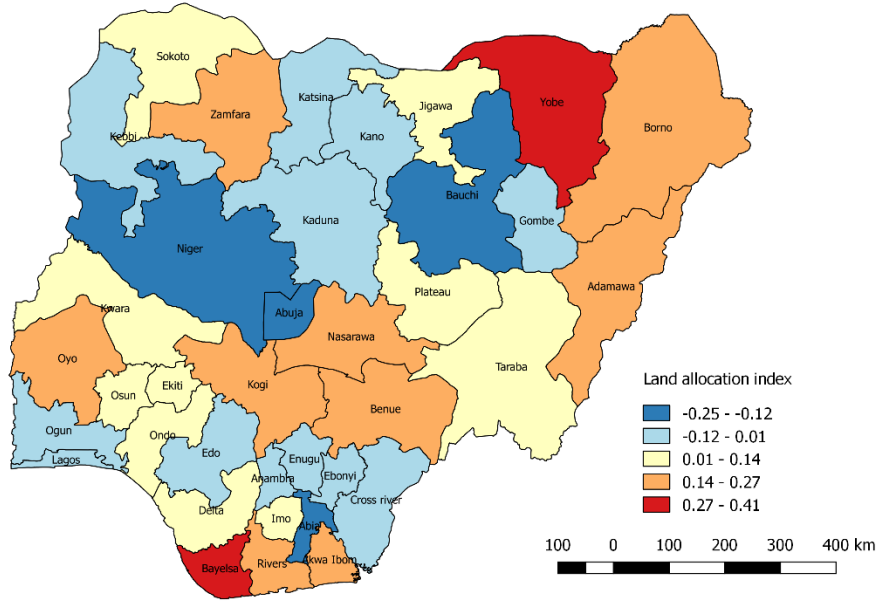 Sokoto
Katsina
Jigawa
Yobe
Zamfara
Kano
Borno
Kebbi
Bauchi
Kaduna
Gombe
Niger
Adamawa
Plateau
Kwara
Abuja
Nasarawa
Oyo
Taraba
Kogi
Ekiti
Osun
Benue
Ogun
Ondo
Edo
Lagos
Enugu
Anambra
Ebonyi
Cross river
Delta
Imo
Abia
Bayelsa
Rivers
Akwa Ibom
Land allocation index
-0.25 - -0.12
-0.12 - 0.01
0.01 - 0.14
0.14 - 0.27
0.27 - 0.41
100 0 100 200 300 400 km